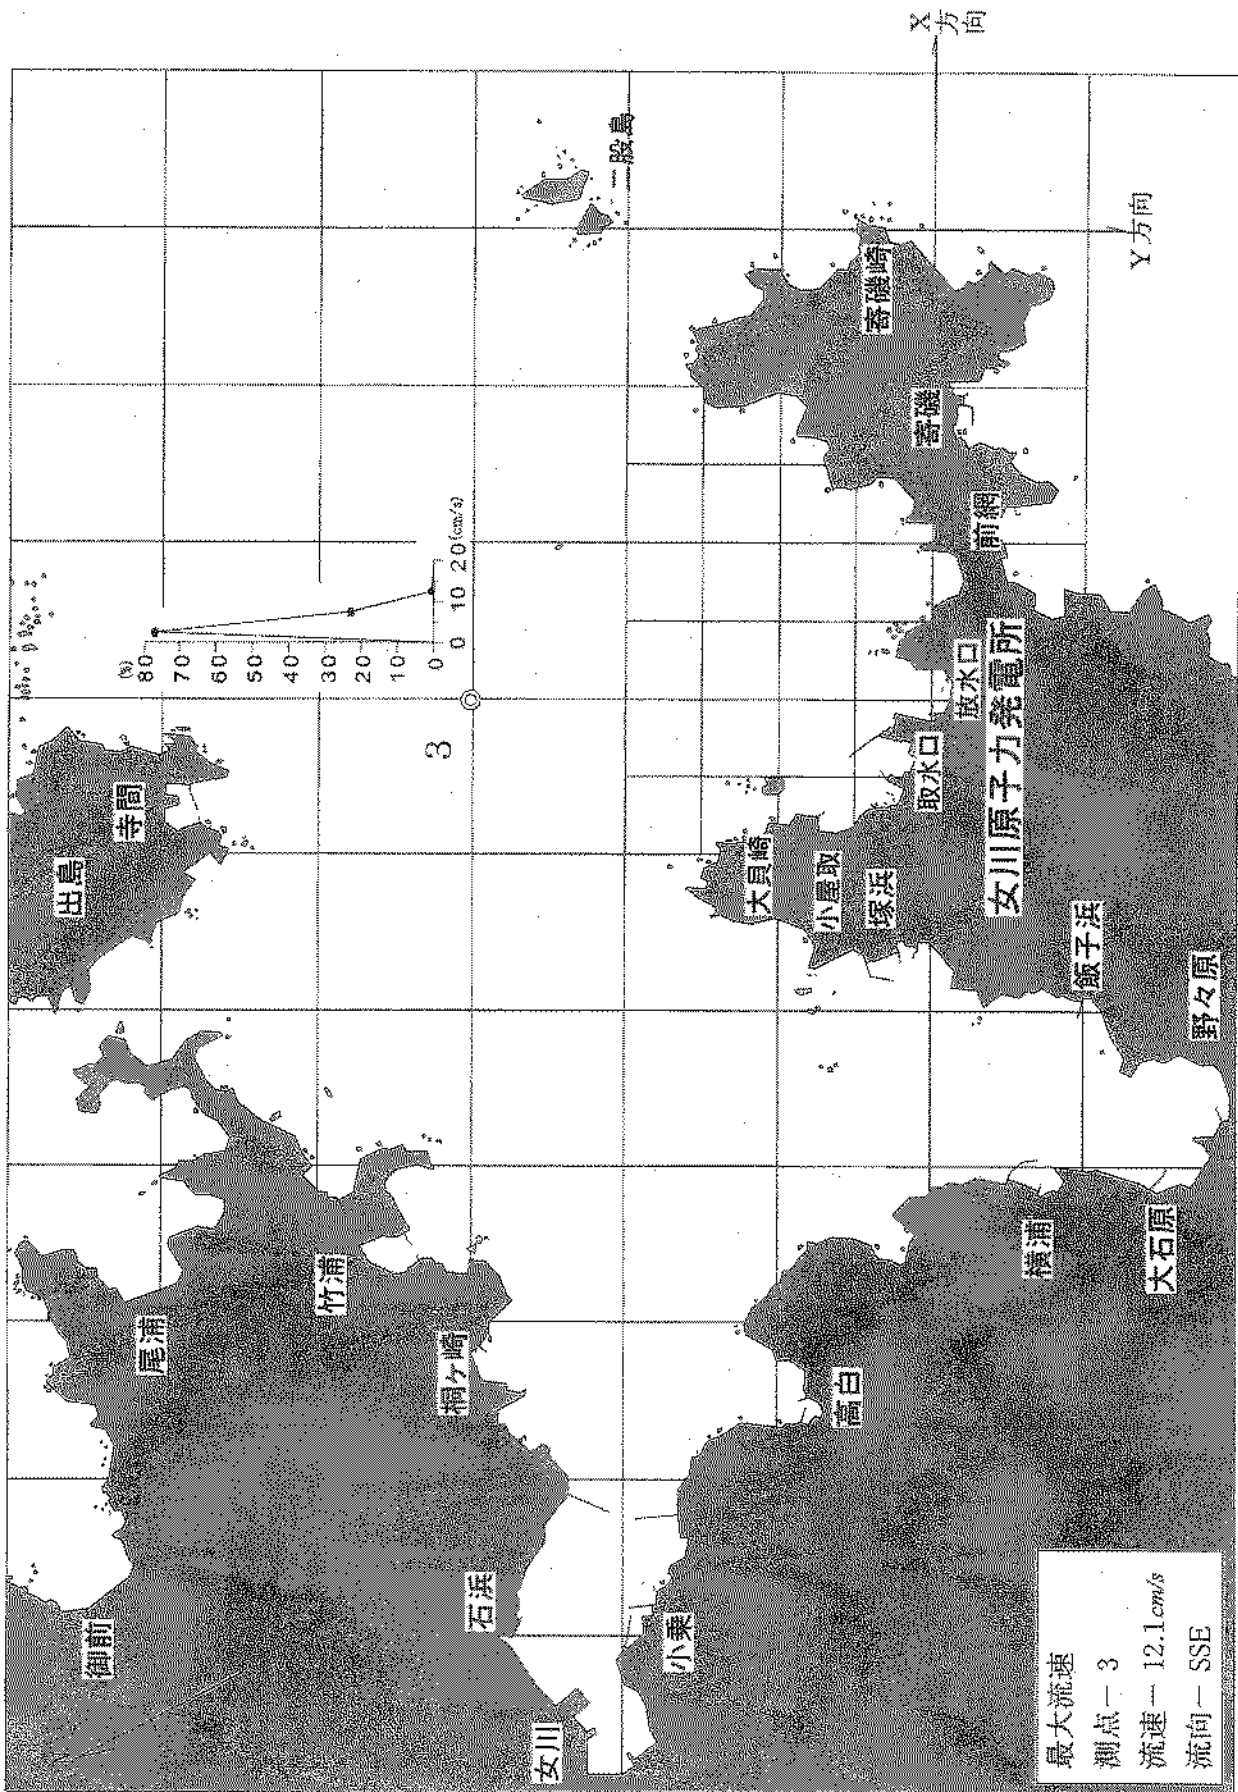 X
方向
Y方向
二股島
寄磯崎
寄磯
前網
(%)
80
70
60
50
40
30
20
10
0
0 10 20(cm/s)
3
出島
寺間
放水口
取水口
女川原子力発電所
大貝崎
小屋取
塚浜
飯子浜
野々原
尾浦
竹浦
桐ヶ崎
横浦
大石原
高白
御前
石浜
小乗
女川
最大流速
測点－3
流速－12.1cm/s
流向－SSE